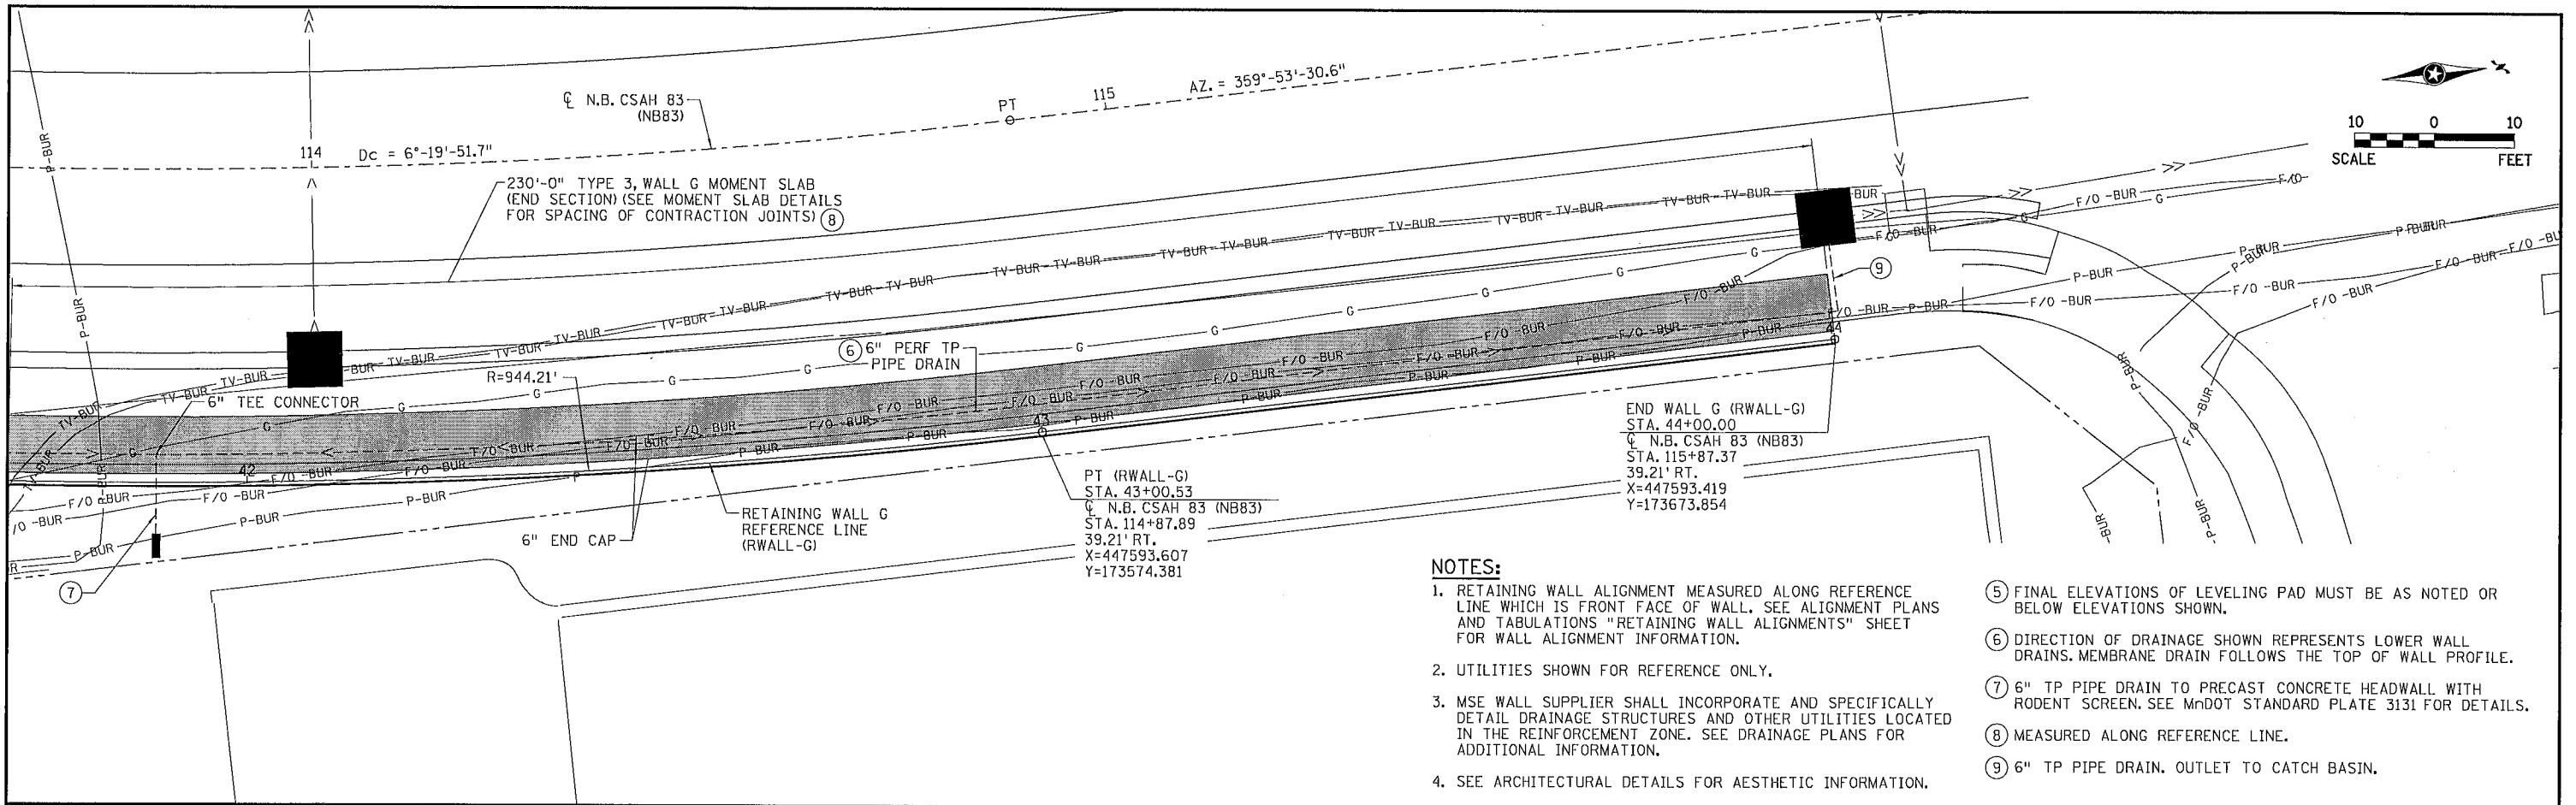 ℄ N.B. CSAH 83
(NB83)
PT
115
AZ. = 359°-53'-30.6"
10 0 10
SCALE FEET
114
Dc = 6°-19'-51.7"
230'-0" TYPE 3, WALL G MOMENT SLAB
(END SECTION) (SEE MOMENT SLAB DETAILS
FOR SPACING OF CONTRACTION JOINTS) 8
P-BUR
P-BUR
TV-BUR
TV-BUR
F/O -BUR
F/O -BUR
G
G
9
6 6" PERF TP
PIPE DRAIN
R=944.21'
6" TEE CONNECTOR
42
43
44
7
6" END CAP
RETAINING WALL G
REFERENCE LINE
(RWALL-G)
PT (RWALL-G)
STA. 43+00.53
℄ N.B. CSAH 83 (NB83)
STA. 114+87.89
39.21' RT.
X=447593.607
Y=173574.381
END WALL G (RWALL-G)
STA. 44+00.00
℄ N.B. CSAH 83 (NB83)
STA. 115+87.37
39.21' RT.
X=447593.419
Y=173673.854
NOTES:
1. RETAINING WALL ALIGNMENT MEASURED ALONG REFERENCE
LINE WHICH IS FRONT FACE OF WALL. SEE ALIGNMENT PLANS
AND TABULATIONS "RETAINING WALL ALIGNMENTS" SHEET
FOR WALL ALIGNMENT INFORMATION.
2. UTILITIES SHOWN FOR REFERENCE ONLY.
3. MSE WALL SUPPLIER SHALL INCORPORATE AND SPECIFICALLY
DETAIL DRAINAGE STRUCTURES AND OTHER UTILITIES LOCATED
IN THE REINFORCEMENT ZONE. SEE DRAINAGE PLANS FOR
ADDITIONAL INFORMATION.
4. SEE ARCHITECTURAL DETAILS FOR AESTHETIC INFORMATION.
5 FINAL ELEVATIONS OF LEVELING PAD MUST BE AS NOTED OR
BELOW ELEVATIONS SHOWN.
6 DIRECTION OF DRAINAGE SHOWN REPRESENTS LOWER WALL
DRAINS. MEMBRANE DRAIN FOLLOWS THE TOP OF WALL PROFILE.
7 6" TP PIPE DRAIN TO PRECAST CONCRETE HEADWALL WITH
RODENT SCREEN. SEE MnDOT STANDARD PLATE 3131 FOR DETAILS.
8 MEASURED ALONG REFERENCE LINE.
9 6" TP PIPE DRAIN. OUTLET TO CATCH BASIN.